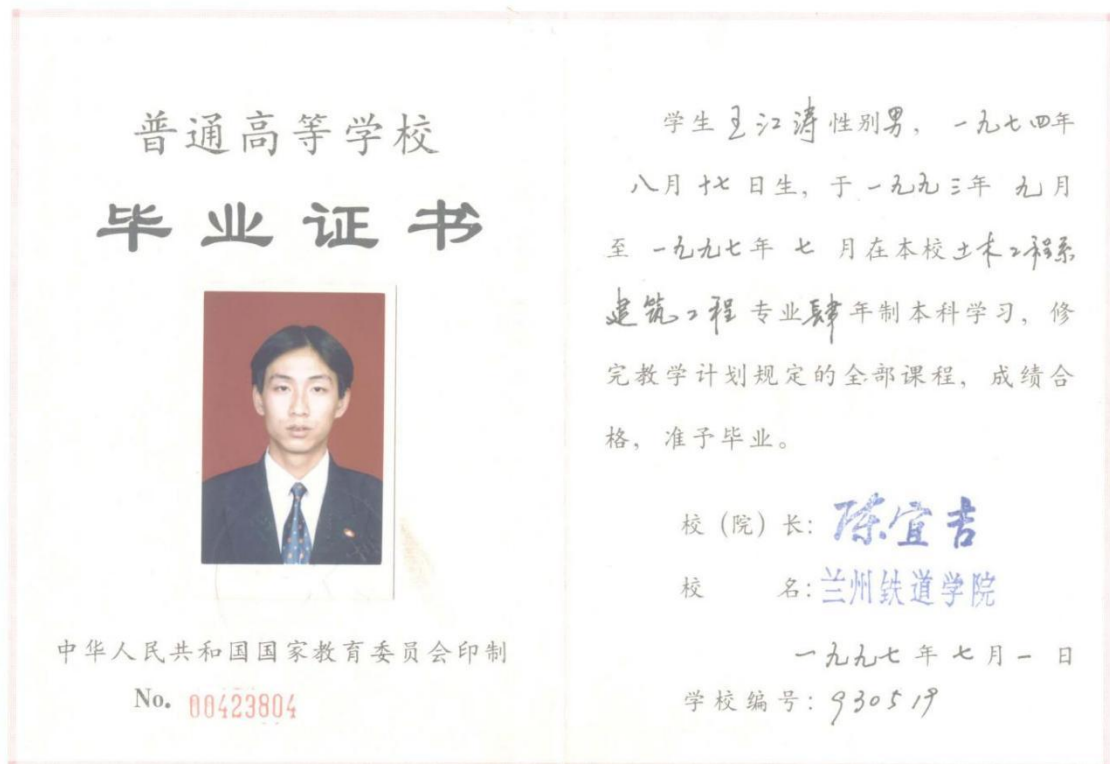 普通高等学校
毕业证书
中华人民共和国国家教育委员会印制
No. 00423804
学生王江涛性别男，一九七四年
八月十七日生，于一九九三年九月
至一九九七年七月在本校土木工程系
建筑工程专业肆年制本科学习，修
完教学计划规定的全部课程，成绩合
格，准予毕业。
校（院）长：陈宜吉
校 名：兰州铁道学院
一九九七年七月一日
学校编号：930519